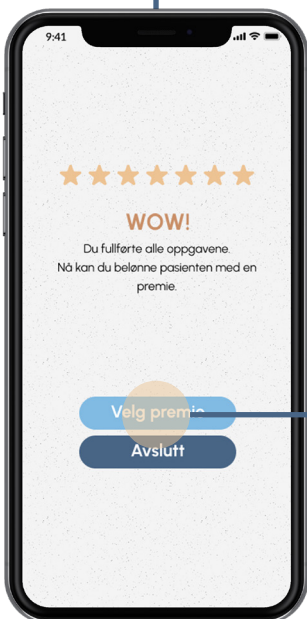 9:41
WOW!
Du fullførte alle oppgavene.
Nå kan du belønne pasienten med en
premie.
Velg premie
Avslutt